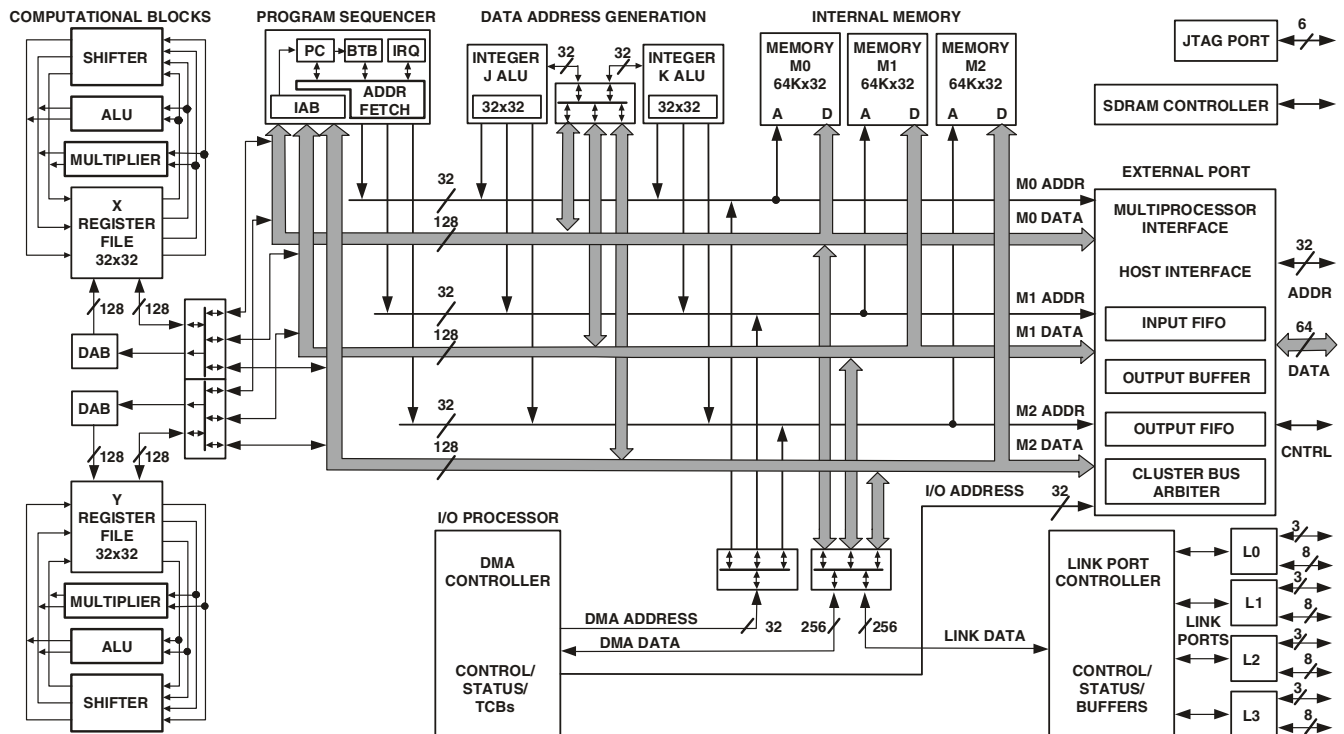 COMPUTATIONAL BLOCKS
SHIFTER
ALU
MULTIPLIER
X
REGISTER
FILE
32x32
128
128
DAB
DAB
128
128
Y
REGISTER
FILE
32x32
MULTIPLIER
ALU
SHIFTER
PROGRAM SEQUENCER
PC
BTB
IRQ
ADDR
FETCH
IAB
DATA ADDRESS GENERATION
INTEGER
J ALU
32x32
32
32
INTEGER
K ALU
32x32
INTERNAL MEMORY
MEMORY
M0
64Kx32
A
D
MEMORY
M1
64Kx32
A
D
MEMORY
M2
64Kx32
A
D
32
128
32
128
32
128
M0 ADDR
M0 DATA
M1 ADDR
M1 DATA
M2 ADDR
M2 DATA
I/O ADDRESS
32
JTAG PORT
6
SDRAM CONTROLLER
EXTERNAL PORT
MULTIPROCESSOR
INTERFACE
HOST INTERFACE
INPUT FIFO
OUTPUT BUFFER
OUTPUT FIFO
CLUSTER BUS
ARBITER
32
ADDR
64
DATA
CNTRL
I/O PROCESSOR
DMA
CONTROLLER
CONTROL/
STATUS/
TCBs
DMA ADDRESS
32
DMA DATA
256
256
LINK DATA
LINK PORT
CONTROLLER
CONTROL/
STATUS/
BUFFERS
LINK
PORTS
L0
3
8
L1
3
8
L2
3
8
L3
3
8